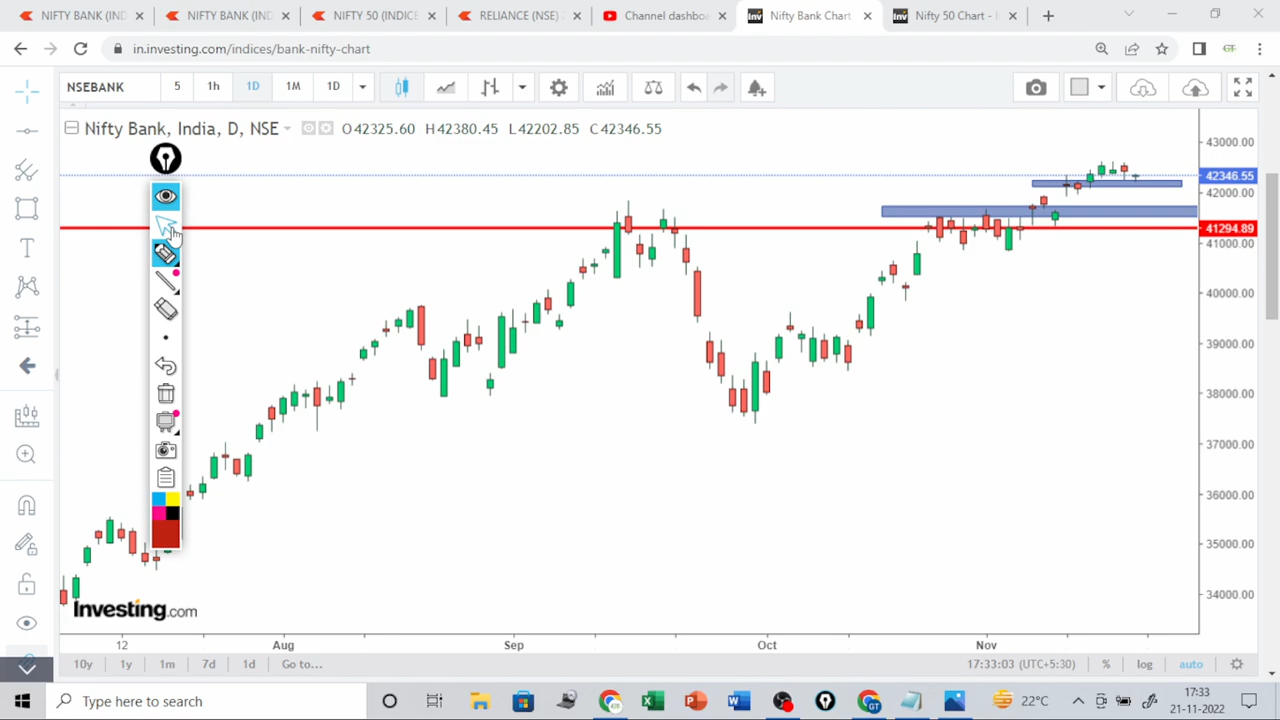 NIFTY BANK (INDI
NIFTY BANK (IND
NIFTY 50 (INDICE
RELIANCE (NSE)
Channel dashboa
Nifty Bank Chart
Nifty 50 Chart -
in.investing.com/indices/bank-nifty-chart
NSEBANK 5 1h 1D 1M 1D
Nifty Bank, India, D, NSE O42325.60 H42380.45 L42202.85 C42346.55
43000.00
42346.55
42000.00
41294.89
41000.00
40000.00
39000.00
38000.00
37000.00
36000.00
35000.00
34000.00
Investing.com
12 Aug Sep Oct Nov
10y 1y 1m 7d 1d Go to... 17:33:03 (UTC+5:30) % log auto
Type here to search 22°C 17:33
21-11-2022